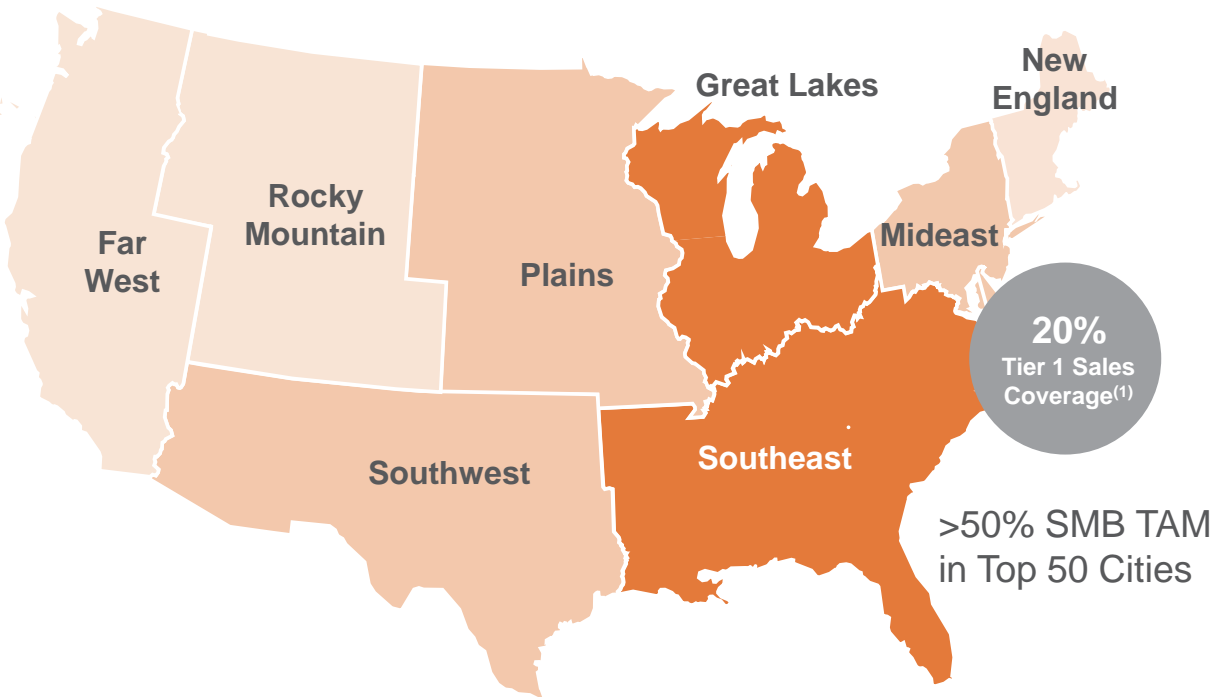 New
England
Great Lakes
Rocky
Mountain
Far
West
Plains
Mideast
20%
Tier 1 Sales
Coverage(1)
Southwest
Southeast
>50% SMB TAM
in Top 50 Cities